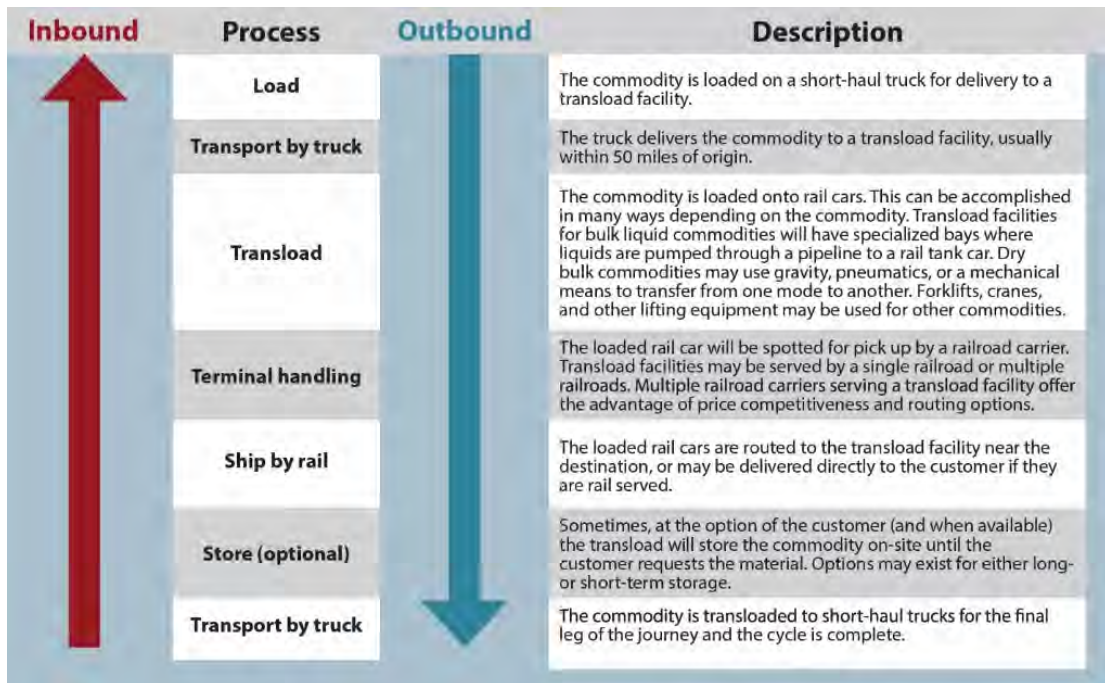 Inbound Process Outbound Description
Load
The commodity is loaded on a short-haul truck for delivery to a
transload facility.
Transport by truck
The truck delivers the commodity to a transload facility, usually
within 50 miles of origin.
Transload
The commodity is loaded onto rail cars. This can be accomplished
in many ways depending on the commodity. Transload facilities
for bulk liquid commodities will have specialized bays where
liquids are pumped through a pipeline to a rail tank car. Dry
bulk commodities may use gravity, pneumatics, or a mechanical
means to transfer from one mode to another. Forklifts, cranes,
and other lifting equipment may be used for other commodities.
Terminal handling
The loaded rail car will be spotted for pick up by a railroad carrier.
Transload facilities may be served by a single railroad or multiple
railroads. Multiple railroad carriers serving a transload facility offer
the advantage of price competitiveness and routing options.
Ship by rail
The loaded rail cars are routed to the transload facility near the
destination, or may be delivered directly to the customer if they
are rail served.
Store (optional)
Sometimes, at the option of the customer (and when available)
the transload will store the commodity on-site until the
customer requests the material. Options may exist for either long-
or short-term storage.
Transport by truck
The commodity is transloaded to short-haul trucks for the final
leg of the journey and the cycle is complete.